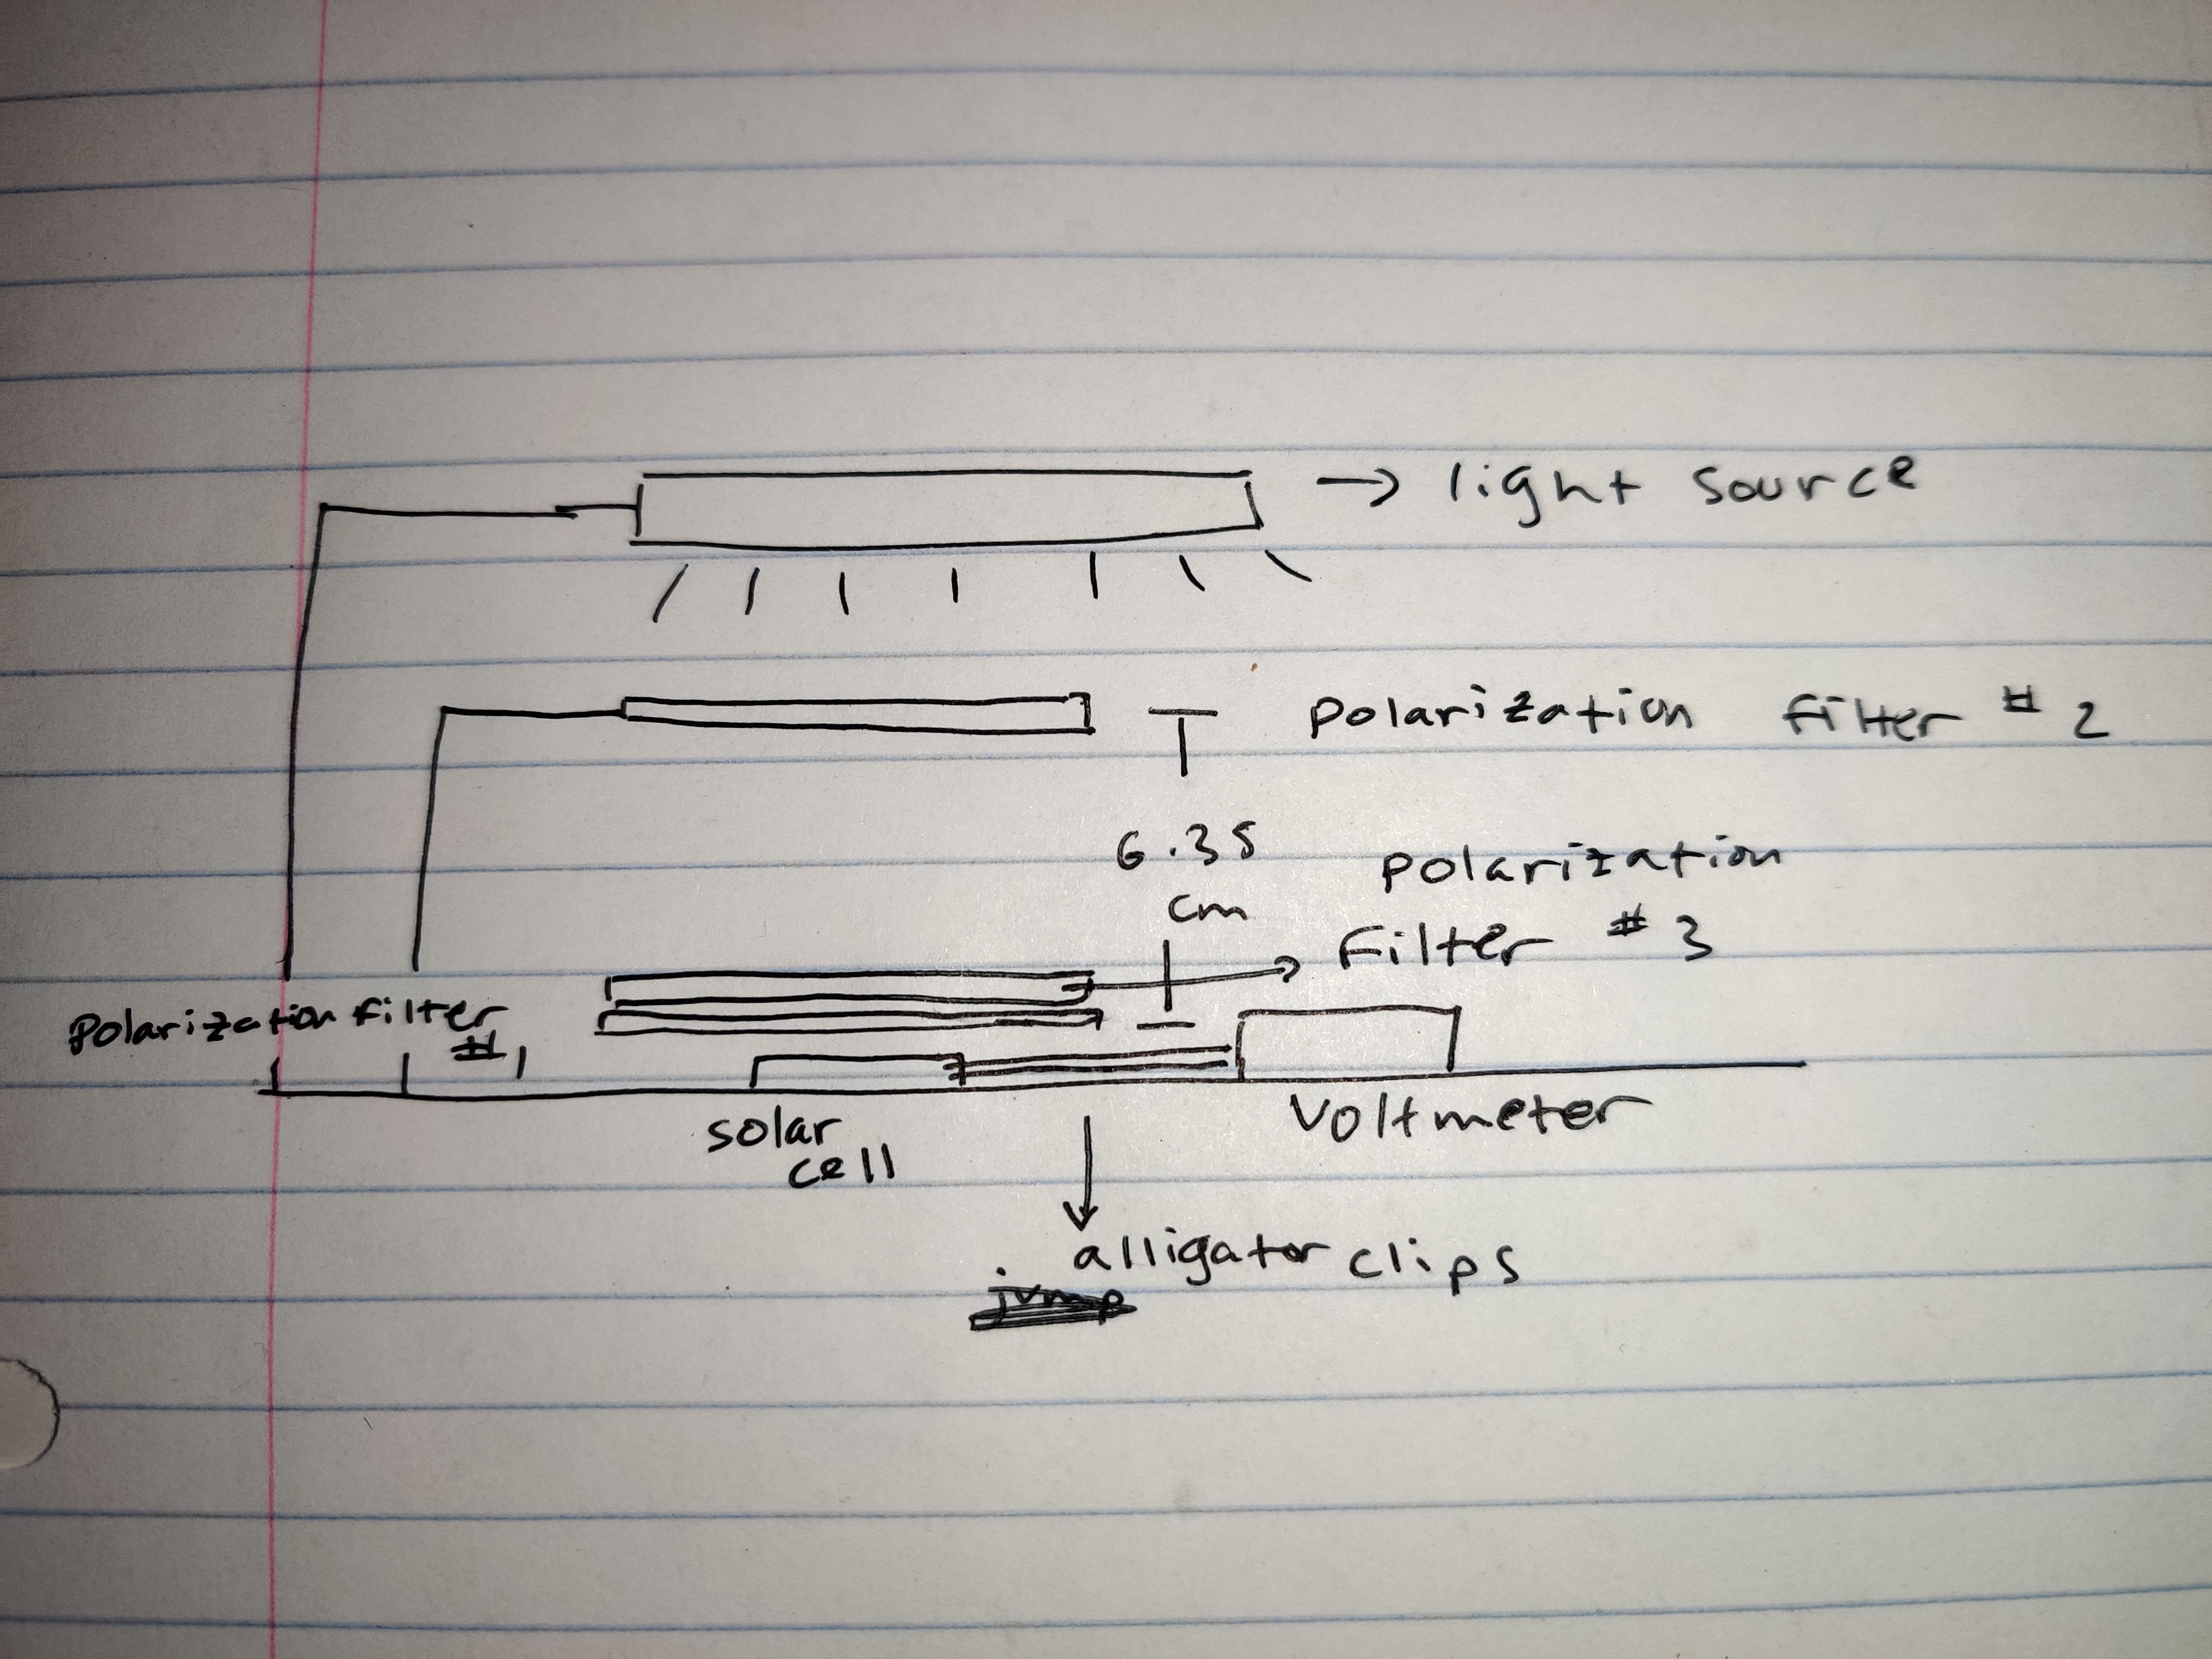 → light source
polarization filter # 2
6.35
cm
polarization
Filter # 3
polarization filter
#1
solar
cell
Voltmeter
alligator clips
jump